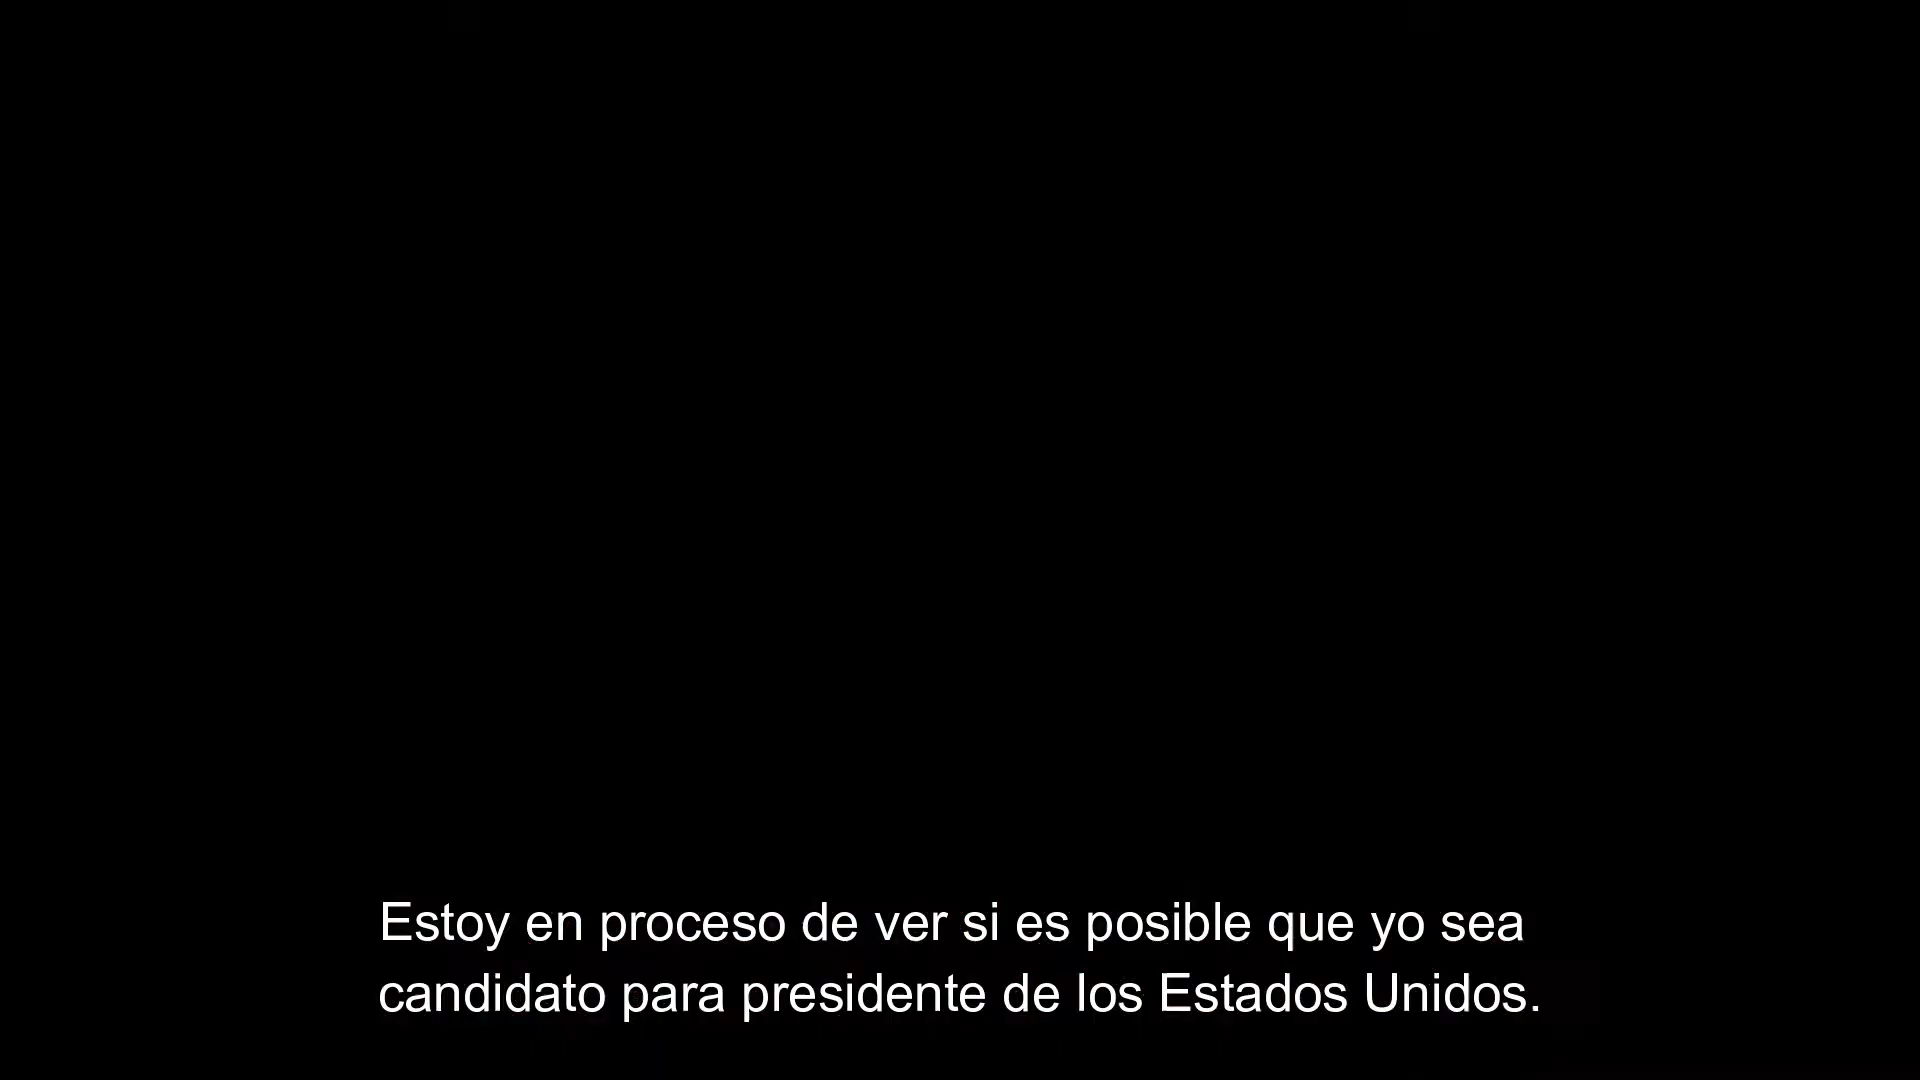 Estoy en proceso de ver si es posible que yo sea
candidato para presidente de los Estados Unidos.